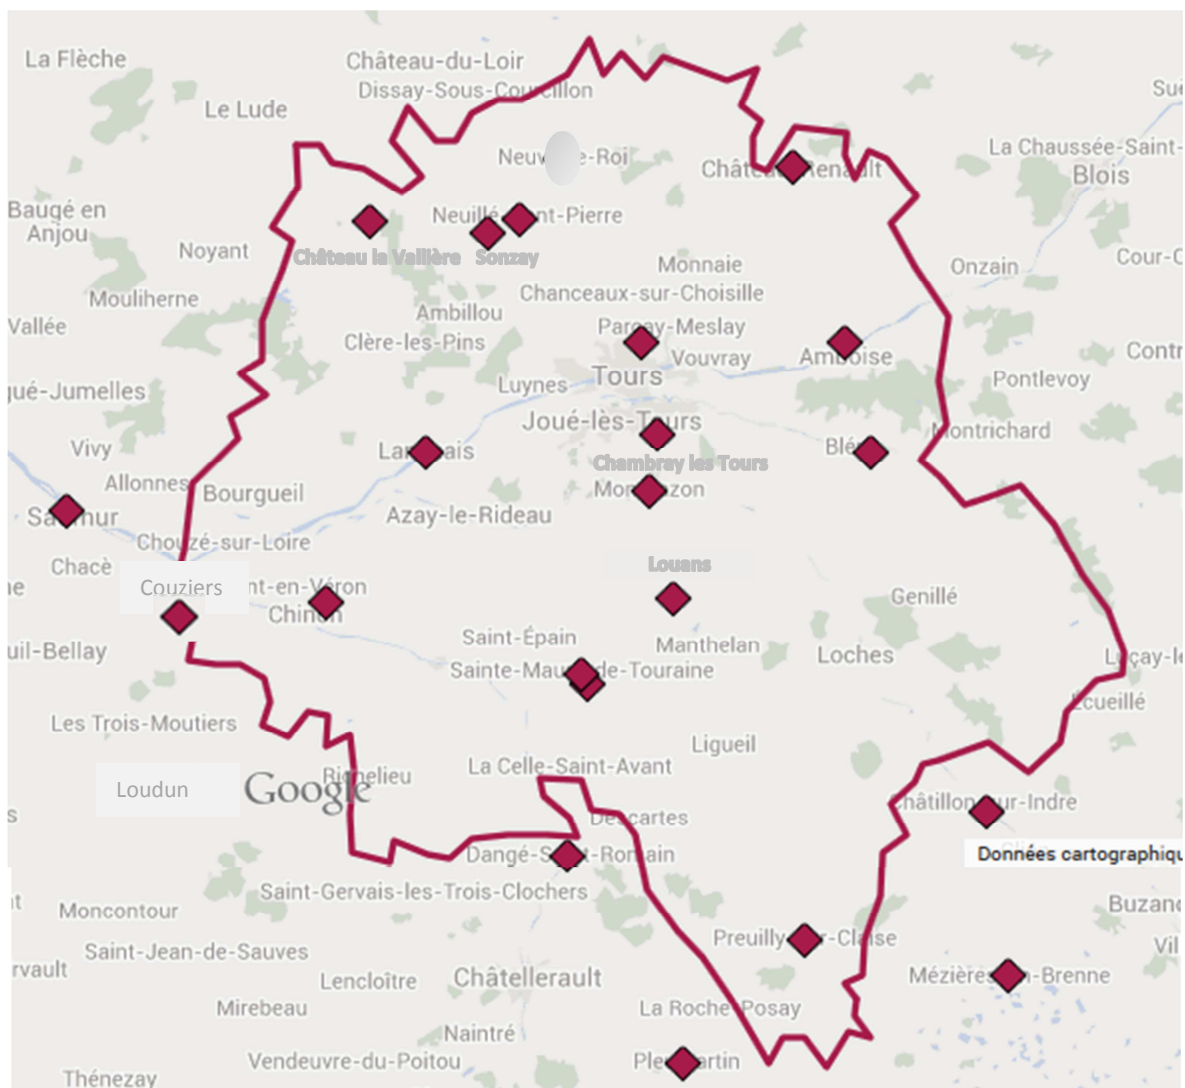 La Flèche
Château-du-Loir
Dissay-Sous-Courcillon
Le Lude
Suè
La Chaussée-Saint-
Neuv e-Roi
Château-Renault
Blois
Baugé en
Anjou
Neuillé-Pont-Pierre
Noyant
Château la Vallière
Sonzay
Monnaie
Onzain
Cour-C
Mouliherne
Chanceaux-sur-Choisille
Ambillou
Vallée
Parçay-Meslay
Clère-les-Pins
Vouvray
Amboise
Contr
Tours
Luynes
Pontlevoy
gué-Jumelles
Joué-lès-Tours
Montrichard
Vivy
Langeais
Bléré
Chambray les Tours
Allonnes
Bourgueil
Montbazon
Saumur
Azay-le-Rideau
Chouzé-sur-Loire
Chacè
Louans
Couziers
nt-en-Véron
ne
Genillé
Chinon
Saint-Épain
Manthelan
uil-Bellay
Loches
Luçay-le
Sainte-Maure-de-Touraine
Écueillé
Les Trois-Moutiers
Ligueil
La Celle-Saint-Avant
Richelieu
Loudun
Google
Châtillon-sur-Indre
Descartes
s
Dangé-Saint-Romain
Données cartographiqu
Saint-Gervais-les-Trois-Clochers
nt
Moncontour
Buzanç
Preuilly-sur-Claise
Saint-Jean-de-Sauves
Vil
rvault
Lencloître
Châtellerault
Mézières-en-Brenne
Mirebeau
La Roche-Posay
Naintré
Vendeuvre-du-Poitou
Pleumartin
Thénezay